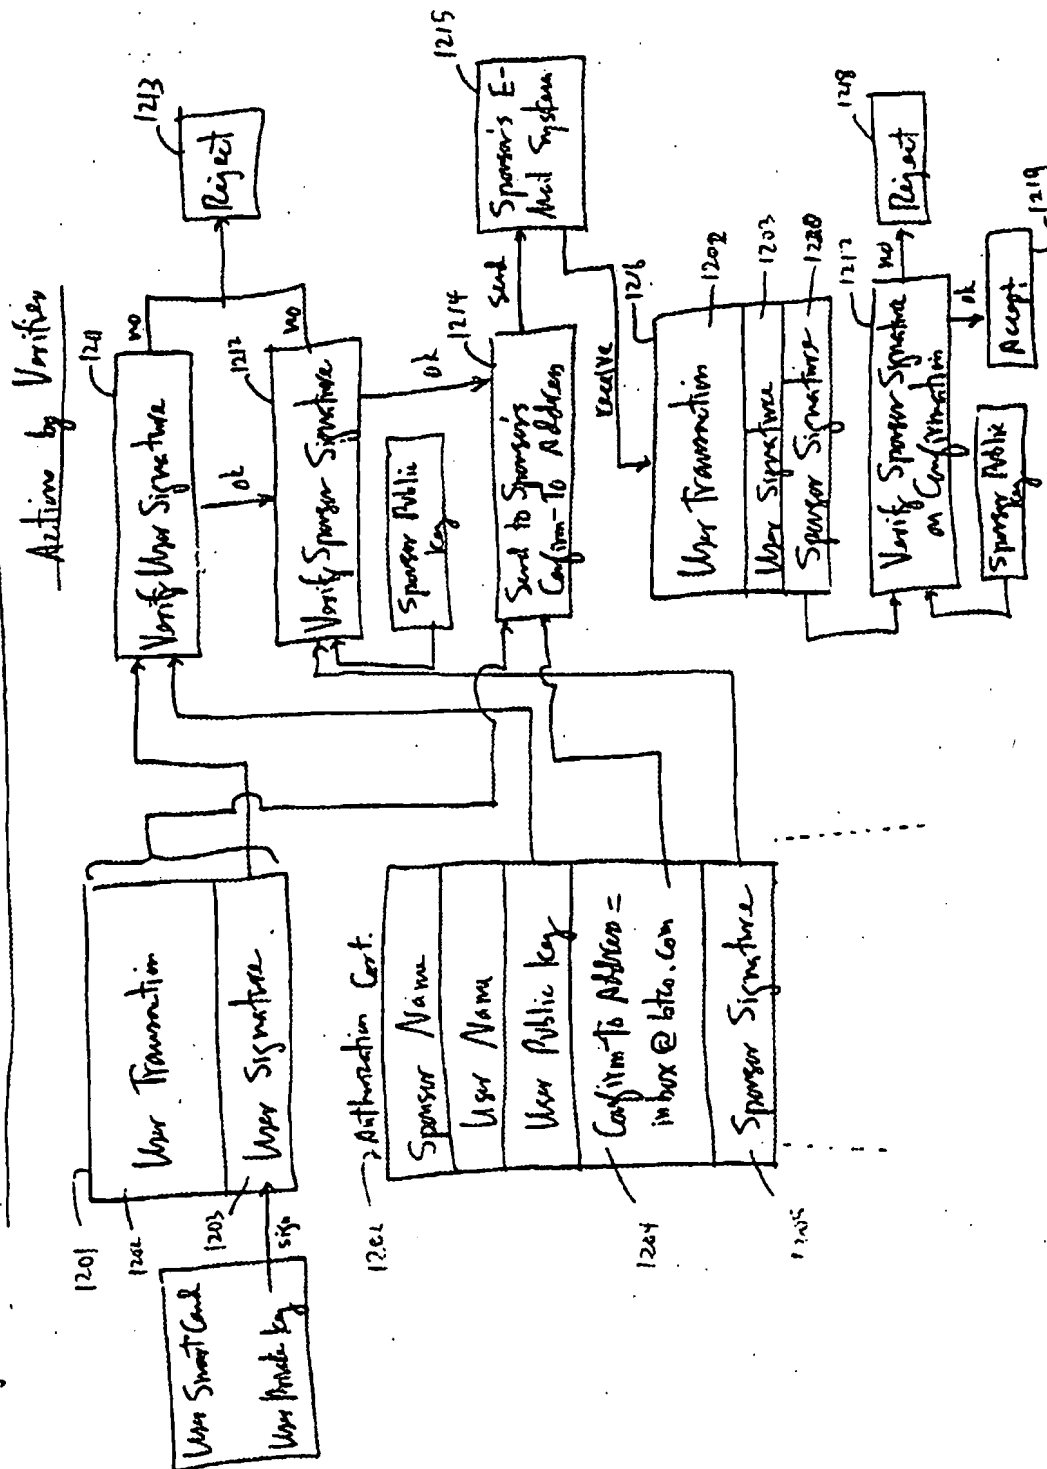 Action by Verifier
User Smart Card
User Private Key
sign
1201
1202
1203
User Transaction
User Signature
Authorization Cert.
Sponsor Name
User Name
User Public Key
Confirm-To Address =
inbox@btco.com
Sponsor Signature
1204
1205
Verify User Signature
no
ok
1212
Verify Sponsor Signature
no
ok
Sponsor Public
Key
Reject
1213
1214
Send to Sponsor's
Confirm-To Address
send
1215
Sponsor's E-
Mail System
receive
1216
User Transaction
1202
User Signature
1203
Sponsor Signature
1217
Verify Sponsor Signature
on Confirmation
no
ok
Sponsor Public
Key
Reject
1218
Accept
1219